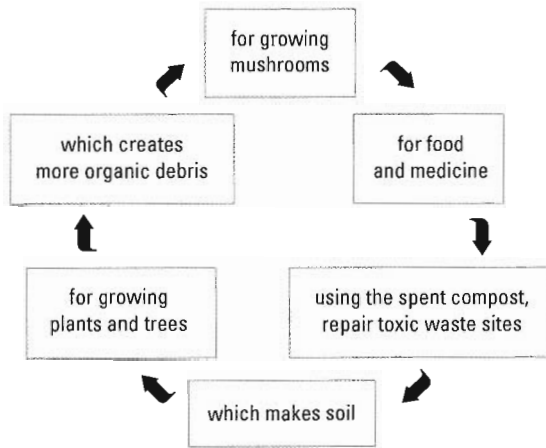 for growing
mushrooms
for food
and medicine
using the spent compost,
repair toxic waste sites
which makes soil
for growing
plants and trees
which creates
more organic debris